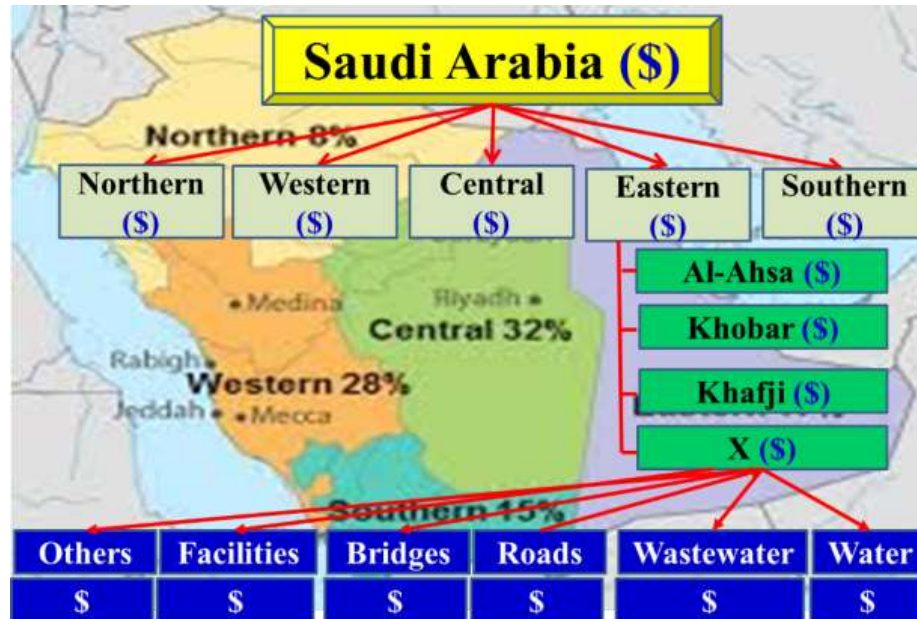 Saudi Arabia ($)
Northern 8%
Northern
($)
Western
($)
Central
($)
Eastern
($)
Southern
($)
Al-Ahsa ($)
Medina
Riyadh
Khobar ($)
Central 32%
Rabigh
Western 28%
Khafji ($)
Jeddah
Mecca
X ($)
Southern 15%
Others
Facilities
Bridges
Roads
Wastewater
Water
$
$
$
$
$
$